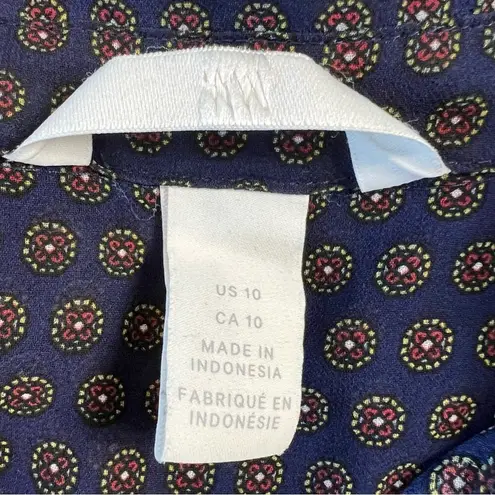 US 10
CA 10
MADE IN
INDONESIA
FABRIQUÉ EN
INDONÉSIE